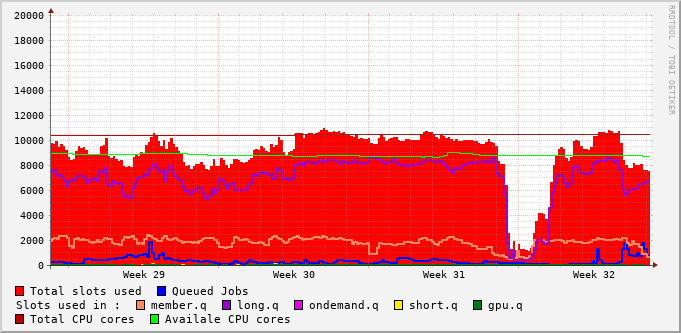 20000
18000
16000
14000
12000
10000
8000
6000
4000
2000
0
Week 29 Week 30 Week 31 Week 32
Total slots used Queued Jobs
Slots used in : member.q long.q ondemand.q short.q gpu.q
Total CPU cores Availale CPU cores
RRDTOOL / TOBI OETIKER